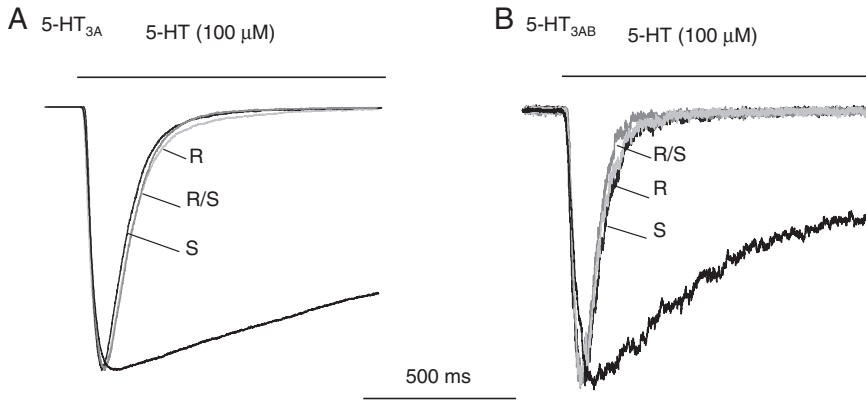 A 5-HT3A 5-HT (100 μM)
R
R/S
S
B 5-HT3AB 5-HT (100 μM)
R/S
R
S
500 ms